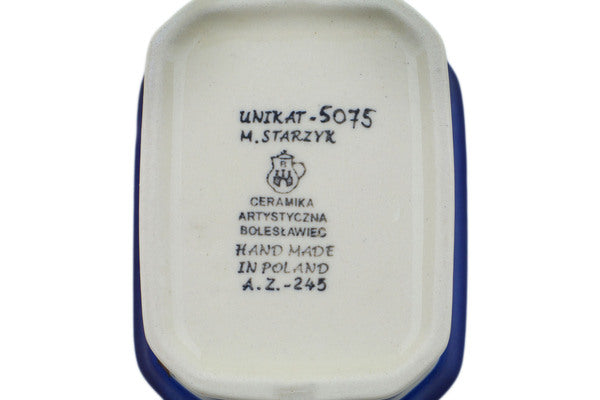 UNIKAT-5075
M. STARZYK
B
CERAMIKA
ARTYSTYCZNA
BOLESŁAWIEC
HAND MADE
IN POLAND
A.Z.-245